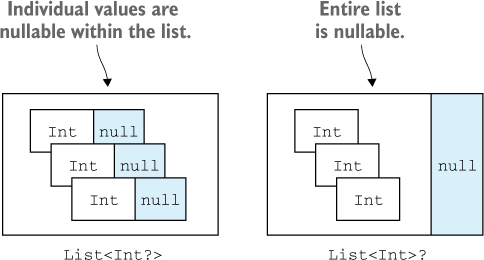 Individual values are
nullable within the list.
Int null
Int null
Int null
List<Int?>
Entire list
is nullable.
Int
Int
Int
null
List<Int>?